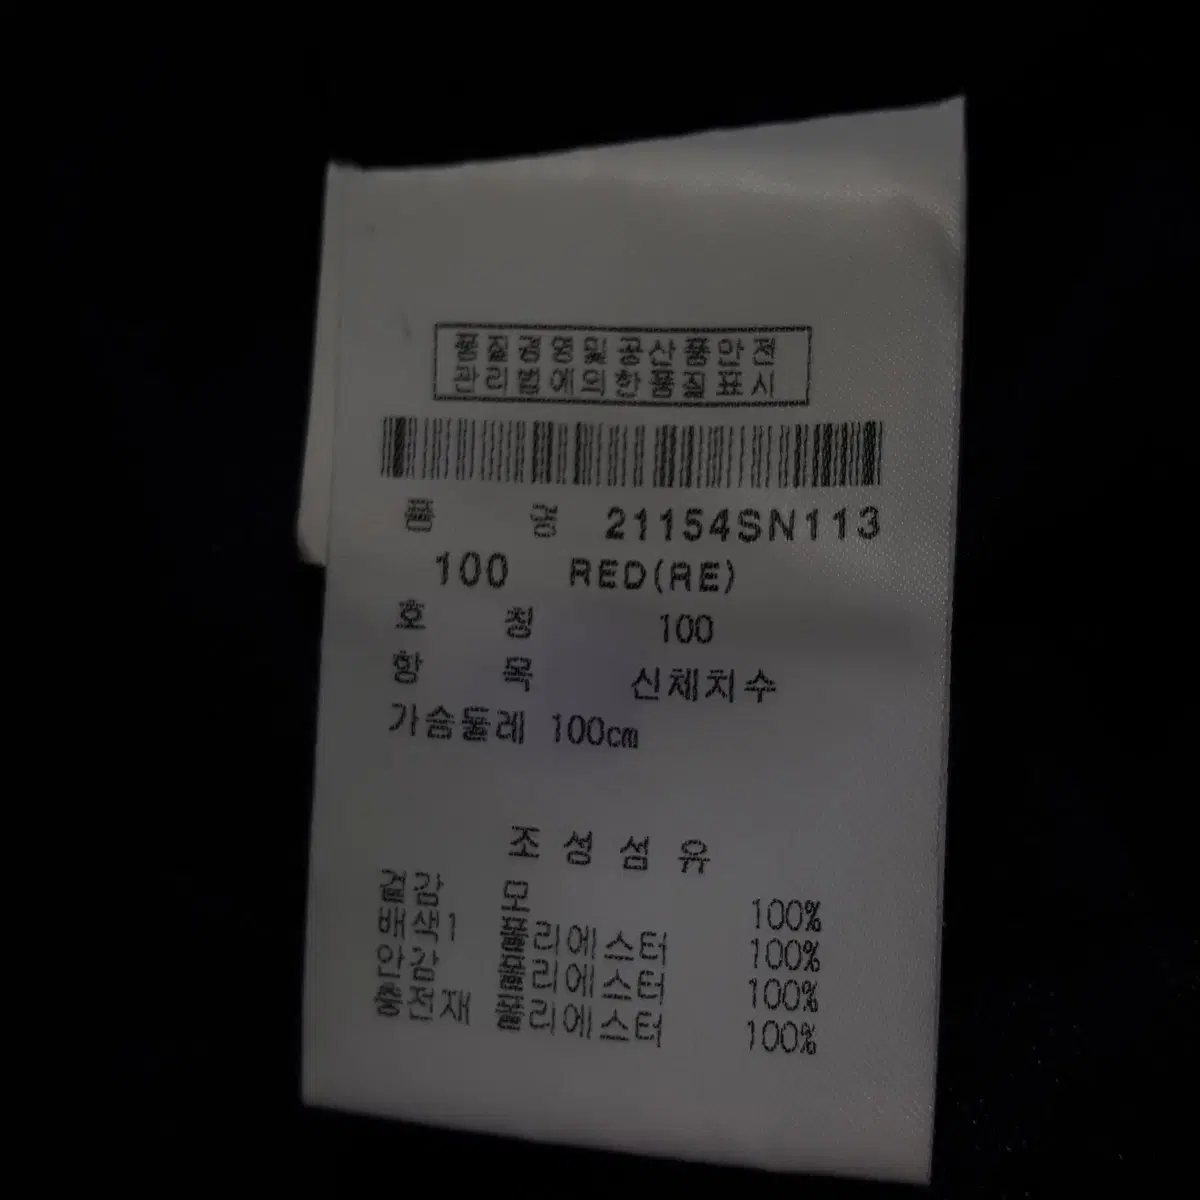 품질경영및공산품안전
관리법에의한품질표시
품 명 21154SN113
100 RED(RE)
호 칭 100
항 목 신체치수
가슴둘레 100cm
조성섬유
겉감 모 100%
배색1 폴리에스터 100%
안감 폴리에스터 100%
충전재 폴리에스터 100%